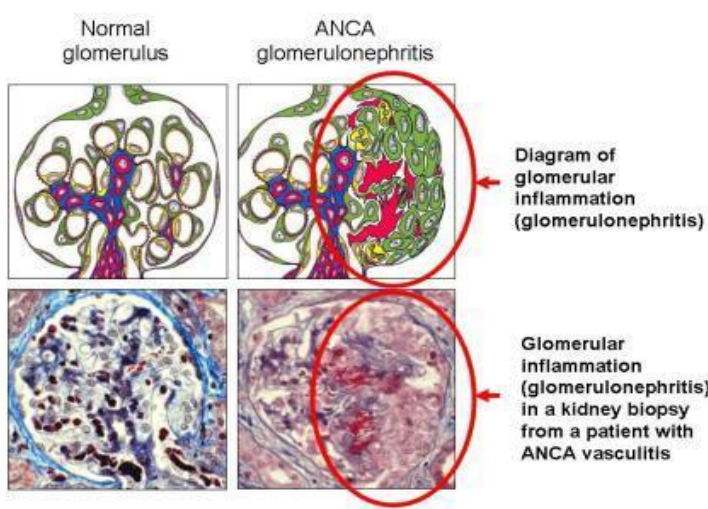 Normal
glomerulus
ANCA
glomerulonephritis
Diagram of
glomerular
inflammation
(glomerulonephritis)
Glomerular
inflammation
(glomerulonephritis)
in a kidney biopsy
from a patient with
ANCA vasculitis